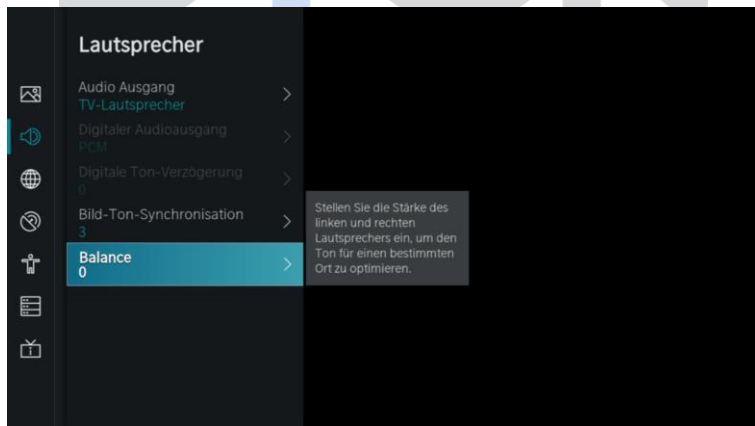 Lautsprecher
Audio Ausgang
TV-Lautsprecher
Digitaler Audioausgang
PCM
Digitale Ton-Verzögerung
0
Bild-Ton-Synchronisation
3
Balance
0
Stellen Sie die Stärke des
linken und rechten
Lautsprechers ein, um den
Ton für einen bestimmten
Ort zu optimieren.